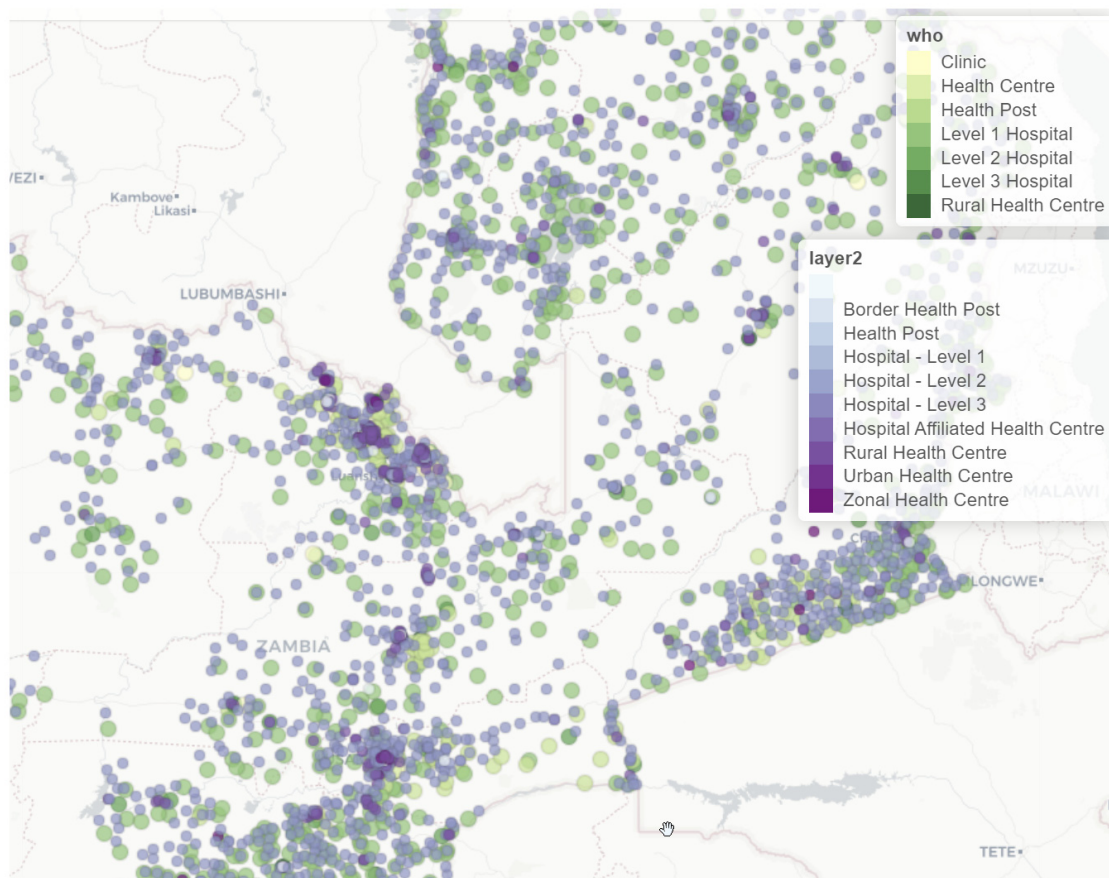 who
Clinic
Health Centre
Health Post
Level 1 Hospital
Level 2 Hospital
Level 3 Hospital
Rural Health Centre
layer2
Border Health Post
Health Post
Hospital - Level 1
Hospital - Level 2
Hospital - Level 3
Hospital Affiliated Health Centre
Rural Health Centre
Urban Health Centre
Zonal Health Centre
WEZI
Kambove
Likasi
LUBUMBASHI
MZUZU
MALAWI
LONGWE
ZAMBIA
TETE